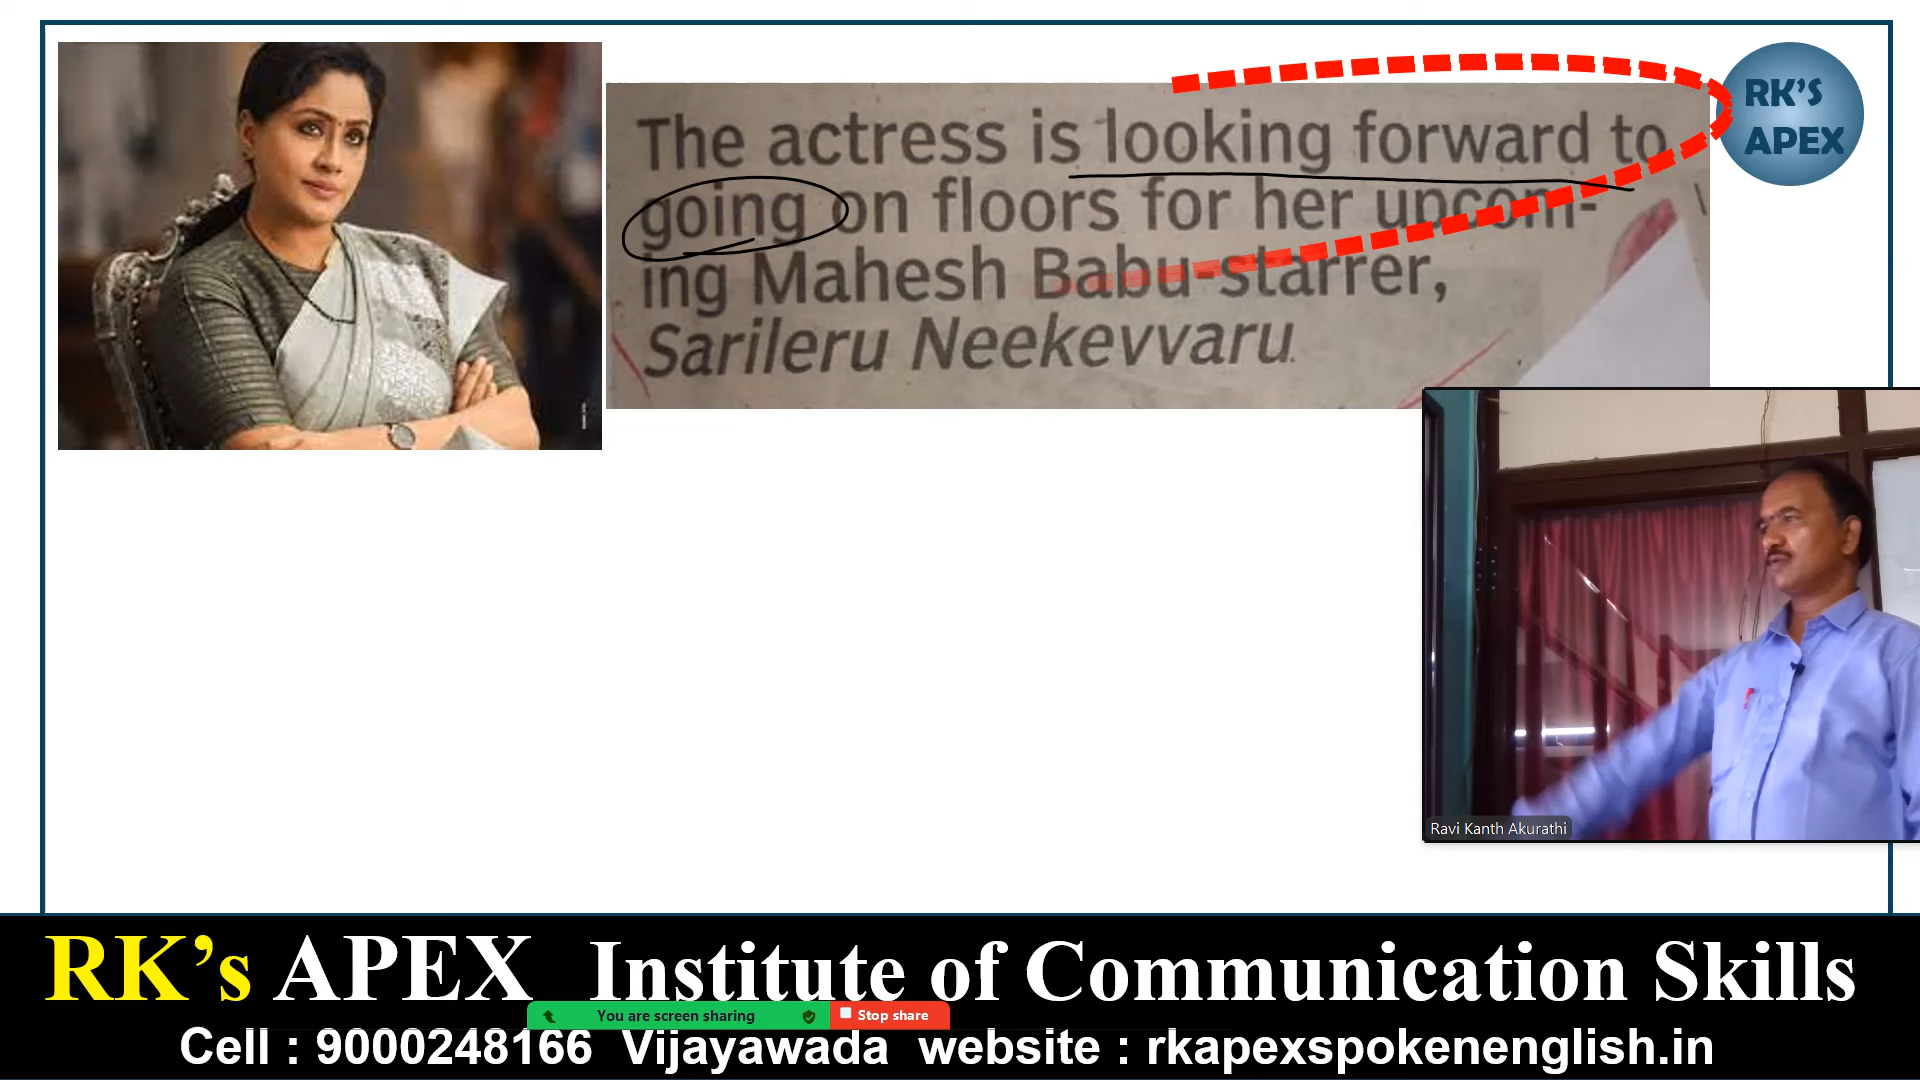 The actress is looking forward to
going on floors for her upcom-
ing Mahesh Babu-starrer,
Sarileru Neekevvaru.
RK'S
APEX
Ravi Kanth Akurathi
RK's APEX Institute of Communication Skills
You are screen sharing Stop share
Cell : 9000248166 Vijayawada website : rkapexspokenenglish.in